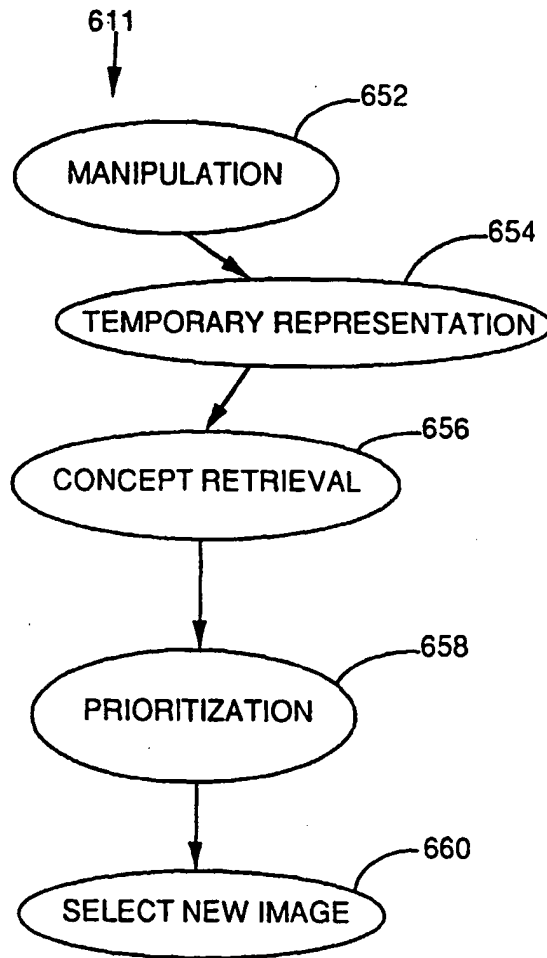 611
652
MANIPULATION
654
TEMPORARY REPRESENTATION
656
CONCEPT RETRIEVAL
658
PRIORITIZATION
660
SELECT NEW IMAGE